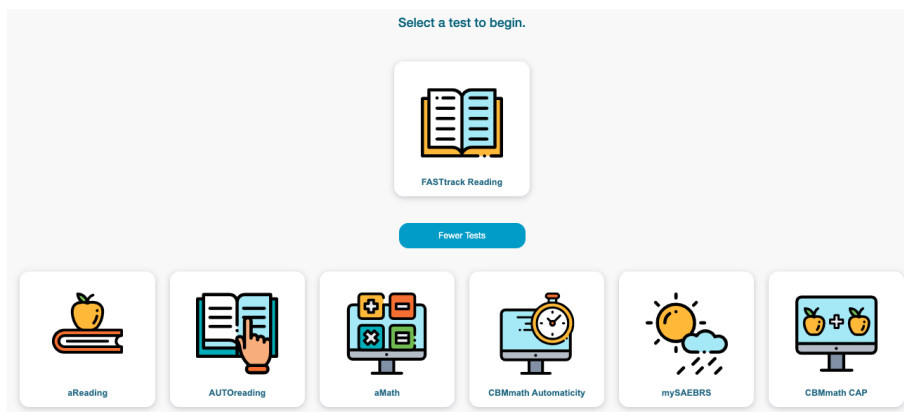 Select a test to begin.
FASTtrack Reading
Fewer Tests
aReading
AUTOreading
aMath
CBMmath Automaticity
mySAEBRS
CBMmath CAP